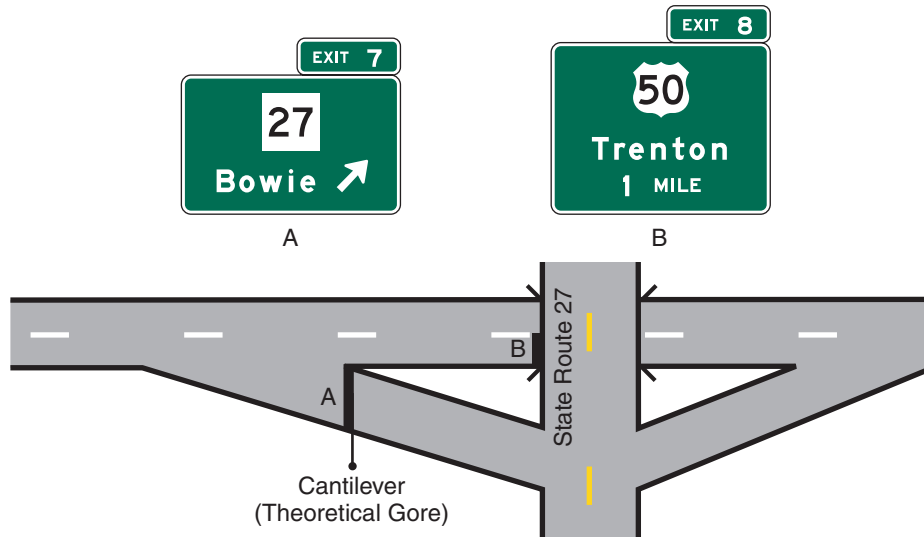 EXIT 7
27
Bowie
A
EXIT 8
50
Trenton
1 MILE
B
State Route 27
B
A
Cantilever
(Theoretical Gore)